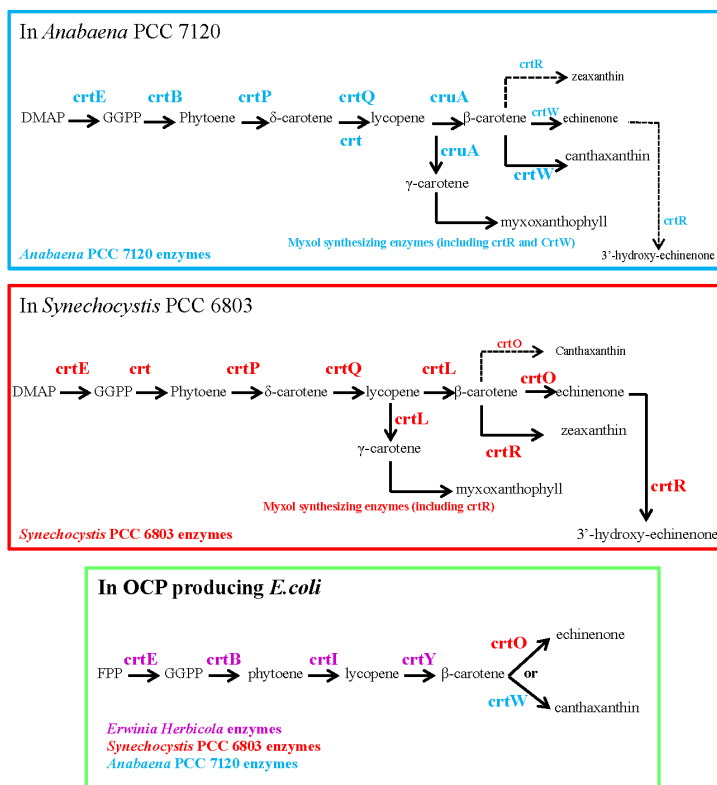 In Anabaena PCC 7120
crtR
zeaxanthin
crtE crtB crtP crtQ cruA crtW
DMAP GGPP Phytoene δ-carotene lycopene β-carotene echinenone
crt
cruA
crtW
canthaxanthin
γ-carotene
crtR
myxoxanthophyll
Myxol synthesizing enzymes (including crtR and CrtW)
Anabaena PCC 7120 enzymes
3’-hydroxy-echinenone
In Synechocystis PCC 6803
crtO
Canthaxanthin
crtE crt crtP crtQ crtL crtO
DMAP GGPP Phytoene δ-carotene lycopene β-carotene echinenone
crtL
zeaxanthin
γ-carotene
crtR
crtR
myxoxanthophyll
Myxol synthesizing enzymes (including crtR)
Synechocystis PCC 6803 enzymes
3’-hydroxy-echinenone
In OCP producing E.coli
echinenone
crtO
crtE crtB crtI crtY
FPP GGPP phytoene lycopene β-carotene or
crtW
canthaxanthin
Erwinia Herbicola enzymes
Synechocystis PCC 6803 enzymes
Anabaena PCC 7120 enzymes